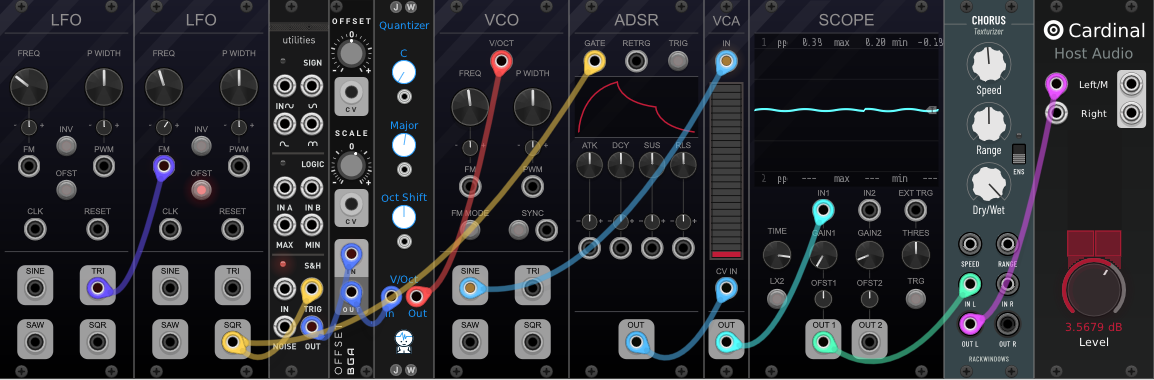 LFO
FREQ
P WIDTH
- +
- +
INV
FM
PWM
OFST
CLK
RESET
SINE
TRI
SAW
SQR
LFO
FREQ
P WIDTH
- +
- +
INV
FM
PWM
OFST
CLK
RESET
SINE
TRI
SAW
SQR
utilities
SIGN
IN
LOGIC
IN A
IN B
MAX
MIN
S&H
IN
TRIG
NOISE
OUT
OFFSET
0
- +
CV
SCALE
0
- +
CV
IN
OUT
OFFSET
BGA
J W
Quantizer
C
Major
Oct Shift
V/Oct
In
Out
J W
VCO
V/OCT
FREQ
P WIDTH
- +
- +
FM
PWM
FM MODE
SYNC
SINE
TRI
SAW
SQR
ADSR
GATE
RETRG
TRIG
ATK
DCY
SUS
RLS
- +
OUT
VCA
IN
CV IN
OUT
SCOPE
1 pp 0.39 max 0.20 min -0.19
2 pp --- max --- min ---
IN1
IN2
EXT TRG
TIME
GAIN1
GAIN2
THRES
LX2
OFST1
OFST2
TRG
OUT 1
OUT 2
CHORUS
Texturizer
Speed
Range
ENS
Dry/Wet
SPEED
RANGE
IN L
IN R
OUT L
OUT R
RACKWINDOWS
Cardinal
Host Audio
Left/M
Right
3.5679 dB
Level